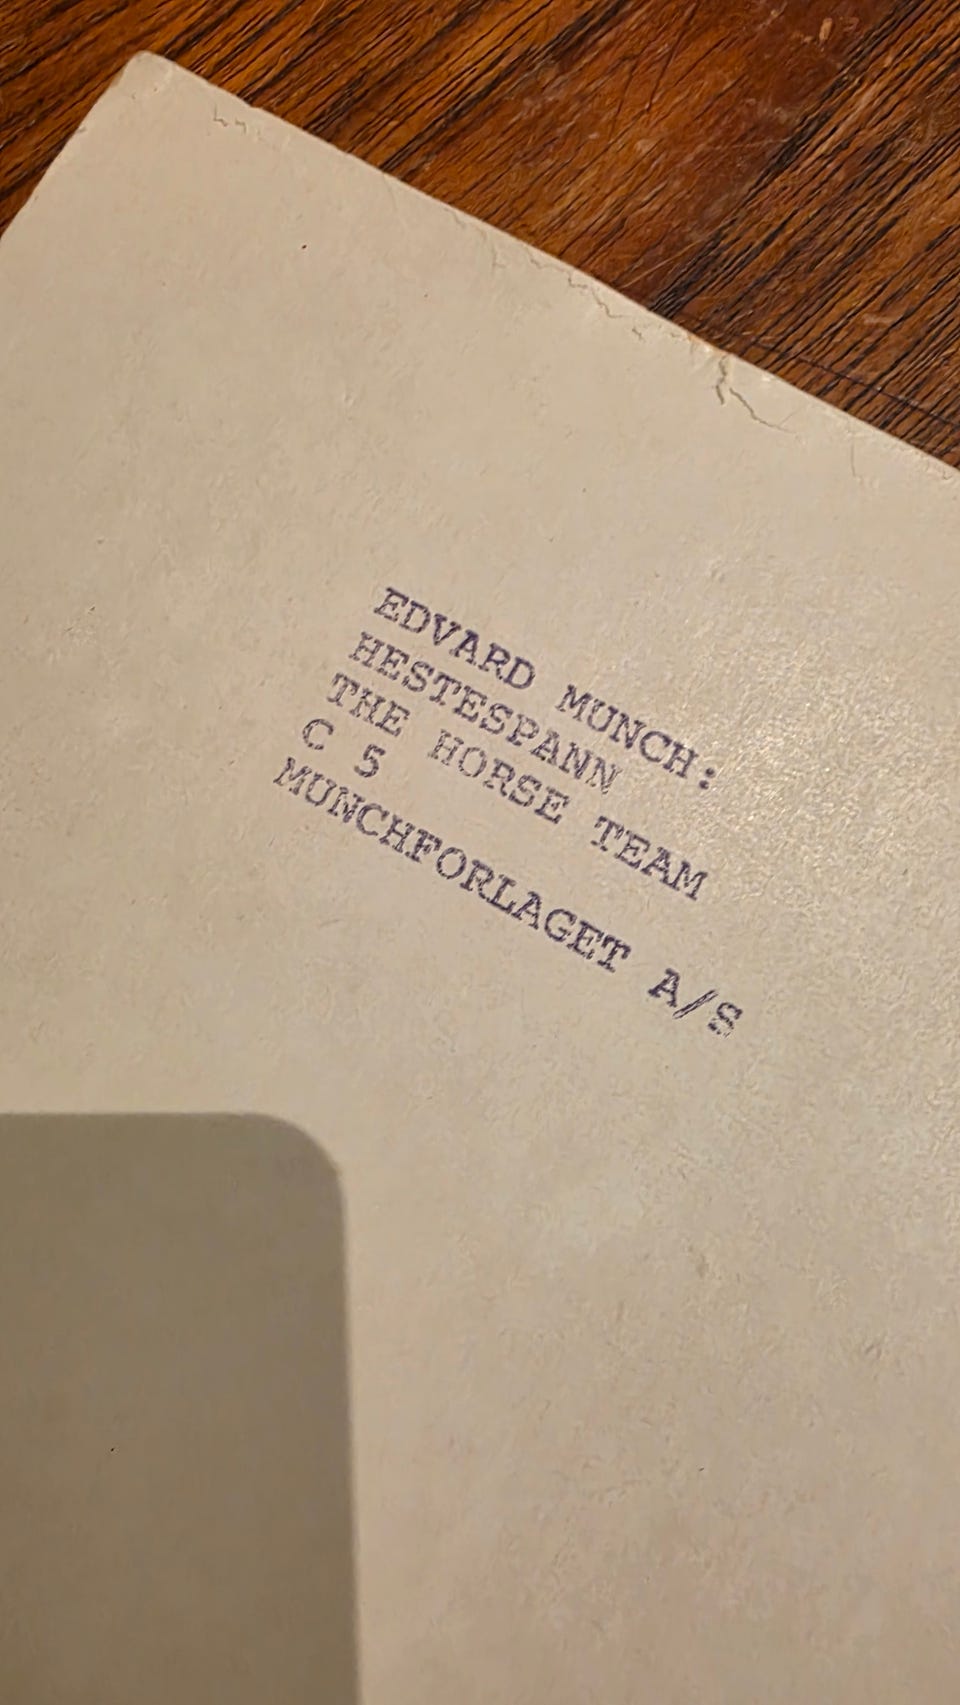 EDVARD MUNCH:
HESTESPANN
THE HORSE TEAM
C 5
MUNCHFORLAGET A/S